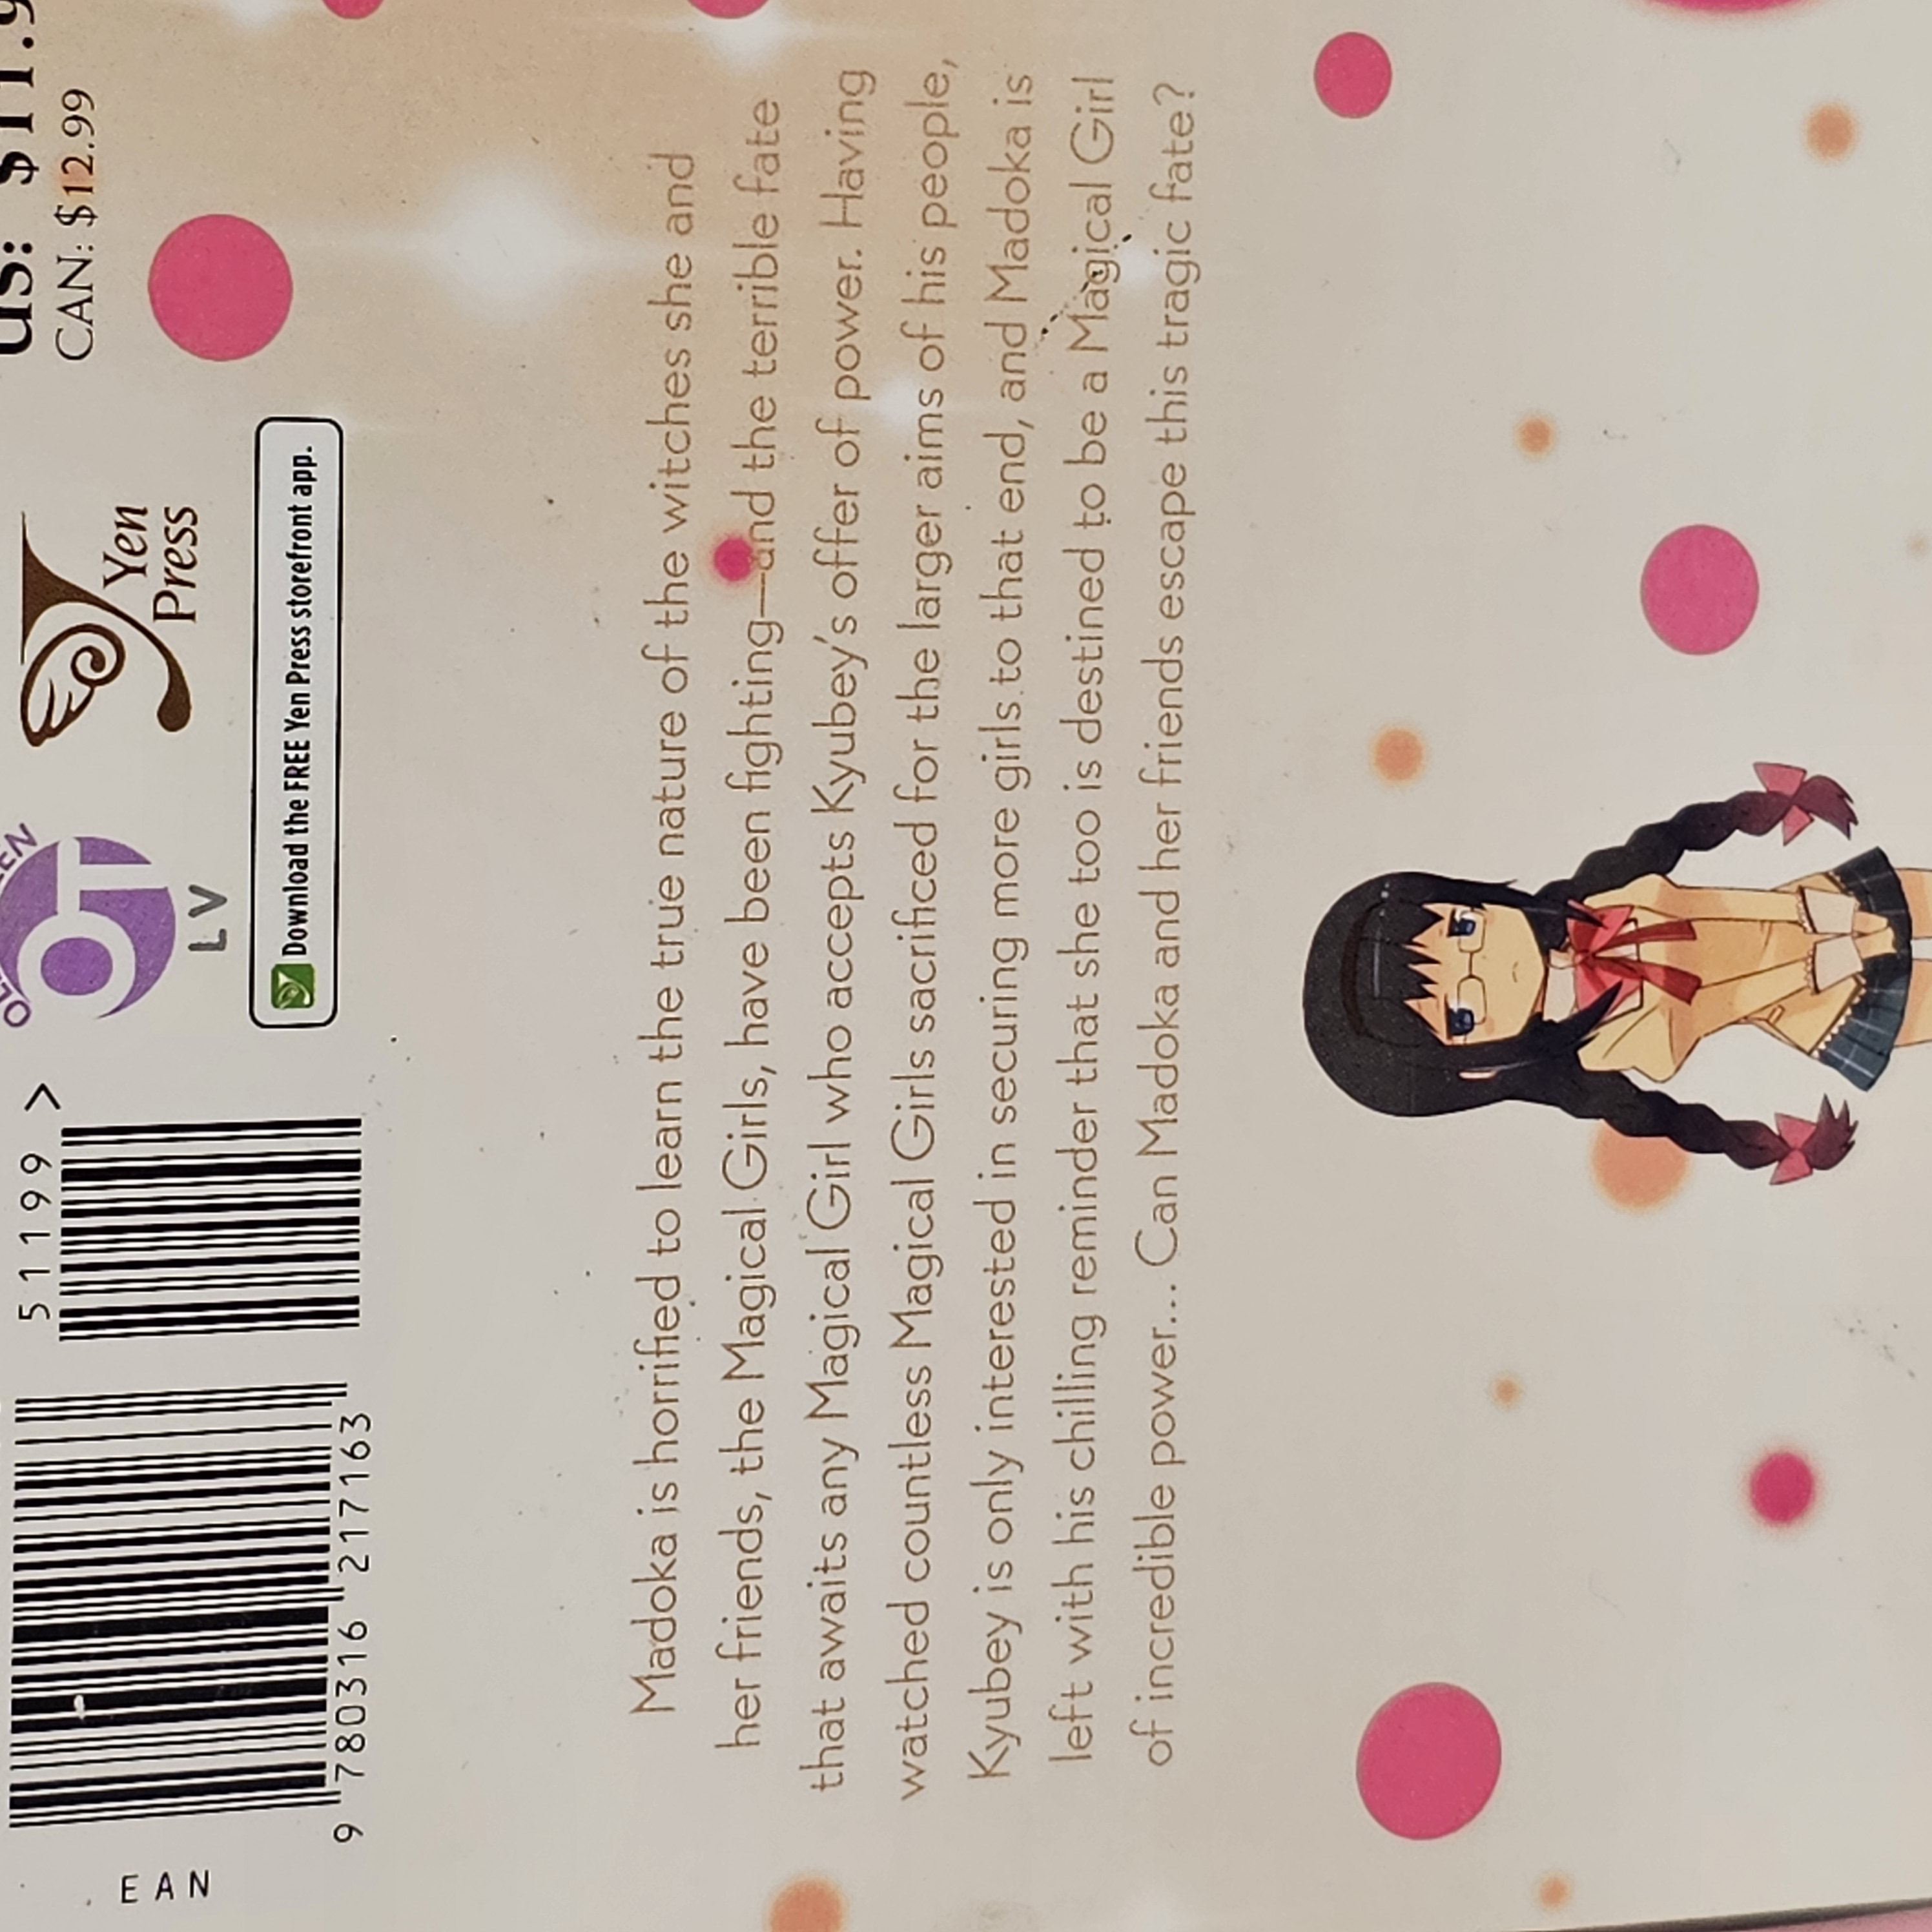 EAN
9 780316 217163
51199 >
OT
LV
Yen
Press
CAN: $12.99
Download the FREE Yen Press storefront app.
Madoka is horrified to learn the true nature of the witches she and
her friends, the Magical Girls, have been fighting—and the terrible fate
that awaits any Magical Girl who accepts Kyubey's offer of power. Having
watched countless Magical Girls sacrificed for the larger aims of his people,
Kyubey is only interested in securing more girls to that end, and Madoka is
left with his chilling reminder that she too is destined to be a Magical Girl
of incredible power... Can Madoka and her friends escape this tragic fate?